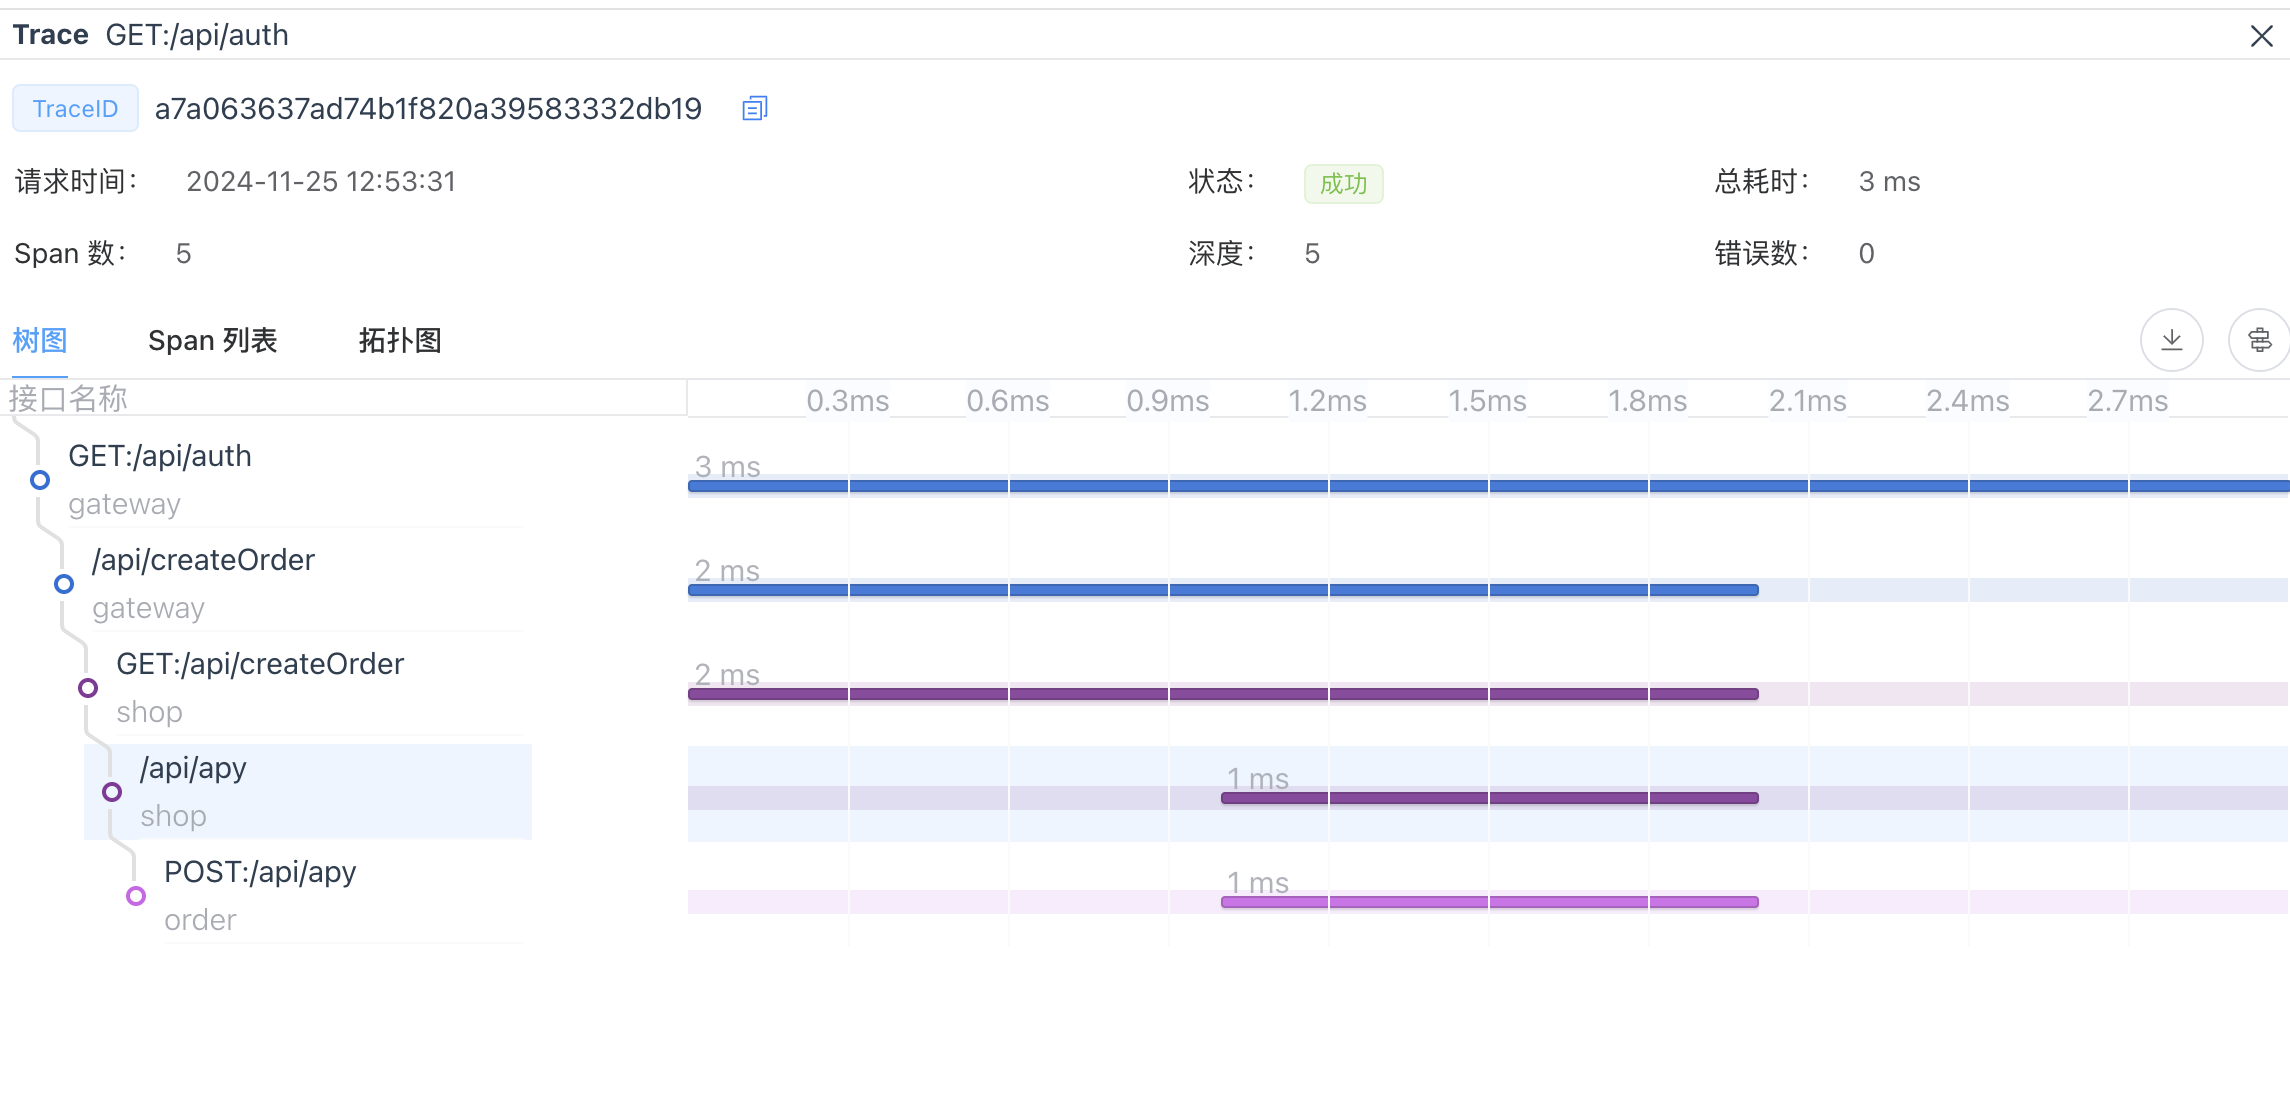 Trace GET:/api/auth
TraceID a7a063637ad74b1f820a39583332db19
请求时间： 2024-11-25 12:53:31 状态： 成功 总耗时： 3 ms
Span 数： 5 深度： 5 错误数： 0
树图 Span 列表 拓扑图
接口名称 0.3ms 0.6ms 0.9ms 1.2ms 1.5ms 1.8ms 2.1ms 2.4ms 2.7ms
GET:/api/auth 3 ms
gateway
/api/createOrder 2 ms
gateway
GET:/api/createOrder 2 ms
shop
/api/apy 1 ms
shop
POST:/api/apy 1 ms
order